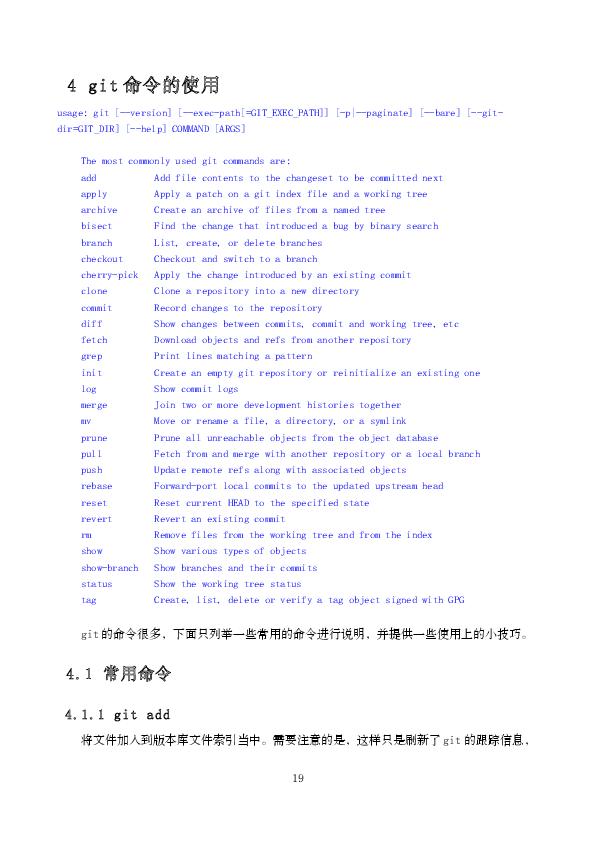 4 git 命令的使用
usage: git [--version] [--exec-path[=GIT_EXEC_PATH]] [-p|--paginate] [--bare] [--git-
dir=GIT_DIR] [--help] COMMAND [ARGS]
The most commonly used git commands are:
add Add file contents to the changeset to be committed next
apply Apply a patch on a git index file and a working tree
archive Create an archive of files from a named tree
bisect Find the change that introduced a bug by binary search
branch List, create, or delete branches
checkout Checkout and switch to a branch
cherry-pick Apply the change introduced by an existing commit
clone Clone a repository into a new directory
commit Record changes to the repository
diff Show changes between commits, commit and working tree, etc
fetch Download objects and refs from another repository
grep Print lines matching a pattern
init Create an empty git repository or reinitialize an existing one
log Show commit logs
merge Join two or more development histories together
mv Move or rename a file, a directory, or a symlink
prune Prune all unreachable objects from the object database
pull Fetch from and merge with another repository or a local branch
push Update remote refs along with associated objects
rebase Forward-port local commits to the updated upstream head
reset Reset current HEAD to the specified state
revert Revert an existing commit
rm Remove files from the working tree and from the index
show Show various types of objects
show-branch Show branches and their commits
status Show the working tree status
tag Create, list, delete or verify a tag object signed with GPG
git 的命令很多，下面只列举一些常用的命令进行说明，并提供一些使用上的小技巧。
4.1 常用命令
4.1.1 git add
将文件加入到版本库文件索引当中。需要注意的是，这样只是刷新了 git 的跟踪信息，
19